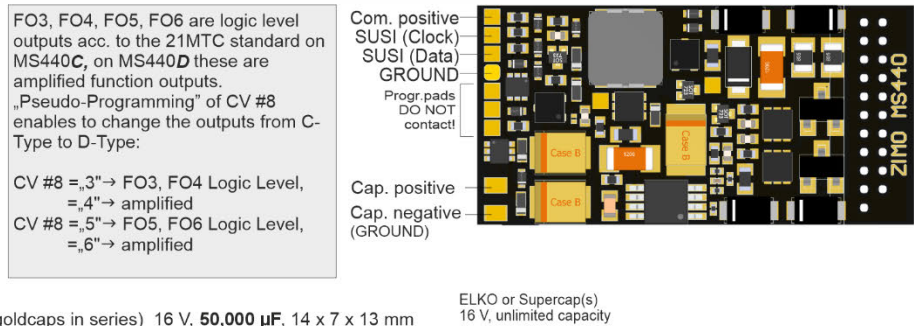 FO3, FO4, FO5, FO6 are logic level
outputs acc. to the 21MTC standard on
MS440C, on MS440D these are
amplified function outputs.
„Pseudo-Programming" of CV #8
enables to change the outputs from C-
Type to D-Type:
CV #8 =„3"→ FO3, FO4 Logic Level,
=„4"→ amplified
CV #8 =„5"→ FO5, FO6 Logic Level,
=„6"→ amplified
Com. positive
SUSI (Clock)
SUSI (Data)
GROUND
Progr.pads
DO NOT
contact!
Cap. positive
Cap. negative
(GROUND)
Case B
Case B
Case B
ZIMO MS440
ELKO or Supercap(s)
16 V, unlimited capacity
goldcaps in series) 16 V, 50,000 µF, 14 x 7 x 13 mm